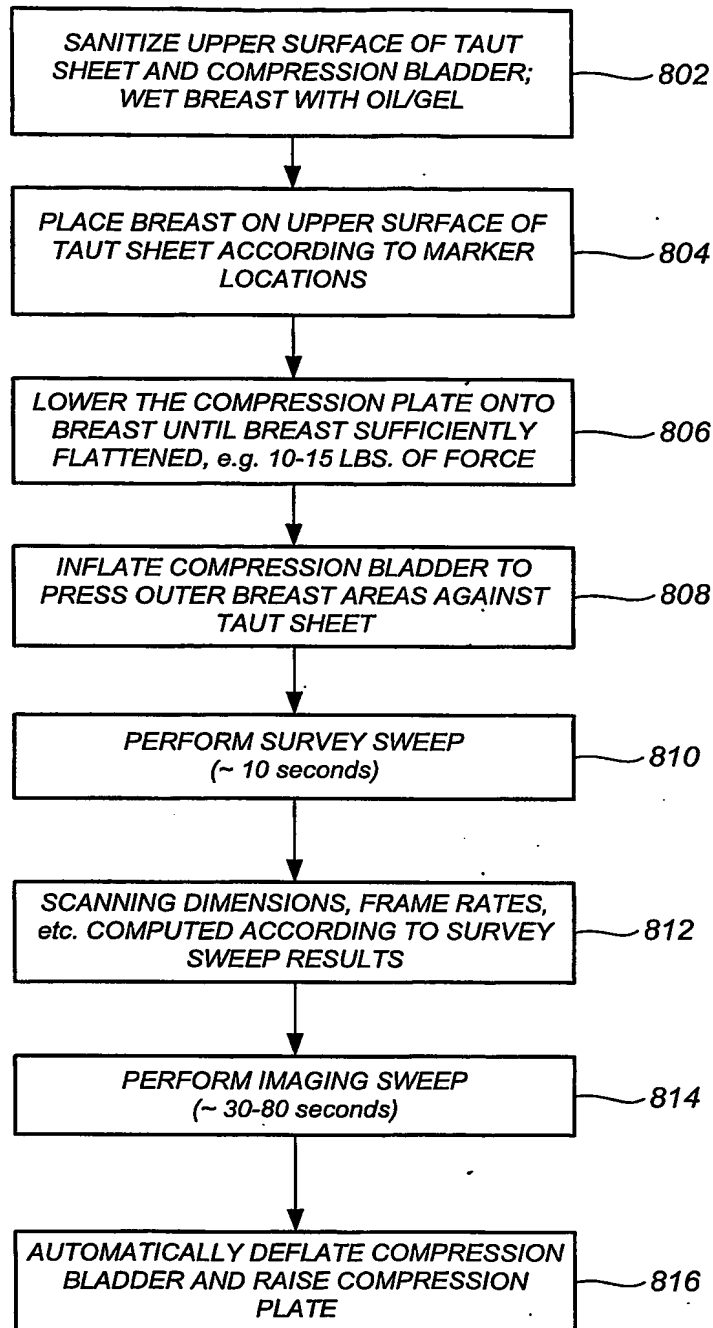 SANITIZE UPPER SURFACE OF TAUT
SHEET AND COMPRESSION BLADDER;
WET BREAST WITH OIL/GEL
802
PLACE BREAST ON UPPER SURFACE OF
TAUT SHEET ACCORDING TO MARKER
LOCATIONS
804
LOWER THE COMPRESSION PLATE ONTO
BREAST UNTIL BREAST SUFFICIENTLY
FLATTENED, e.g. 10-15 LBS. OF FORCE
806
INFLATE COMPRESSION BLADDER TO
PRESS OUTER BREAST AREAS AGAINST
TAUT SHEET
808
PERFORM SURVEY SWEEP
(~ 10 seconds)
810
SCANNING DIMENSIONS, FRAME RATES,
etc. COMPUTED ACCORDING TO SURVEY
SWEEP RESULTS
812
PERFORM IMAGING SWEEP
(~ 30-80 seconds)
814
AUTOMATICALLY DEFLATE COMPRESSION
BLADDER AND RAISE COMPRESSION
PLATE
816